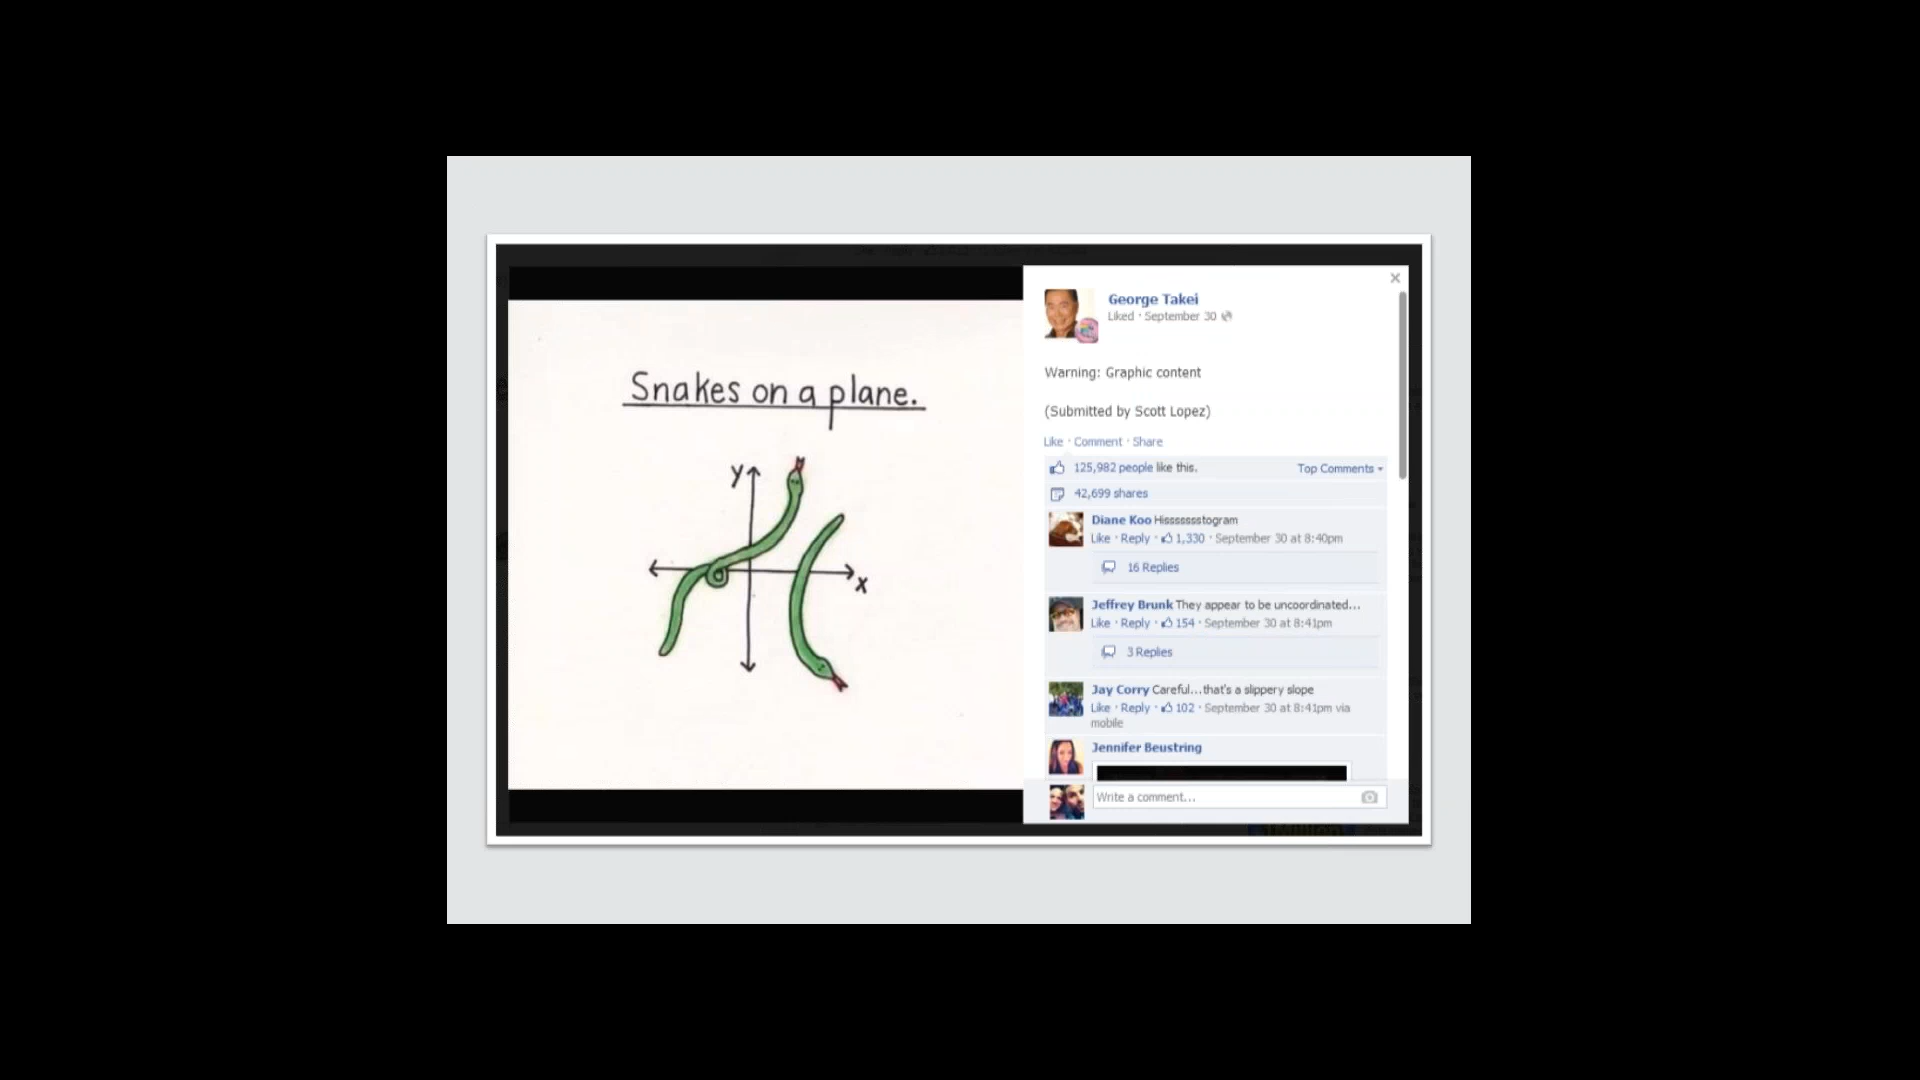 Snakes on a plane.
y
x
George Takei
Liked · September 30
Warning: Graphic content
(Submitted by Scott Lopez)
Like · Comment · Share
125,982 people like this.
Top Comments
42,699 shares
Diane Koo Hisssssstogram
Like · Reply · 1,330 · September 30 at 8:40pm
16 Replies
Jeffrey Brunk They appear to be uncoordinated...
Like · Reply · 154 · September 30 at 8:41pm
3 Replies
Jay Corry Careful...that's a slippery slope
Like · Reply · 102 · September 30 at 8:41pm via
mobile
Jennifer Beustring
Write a comment...